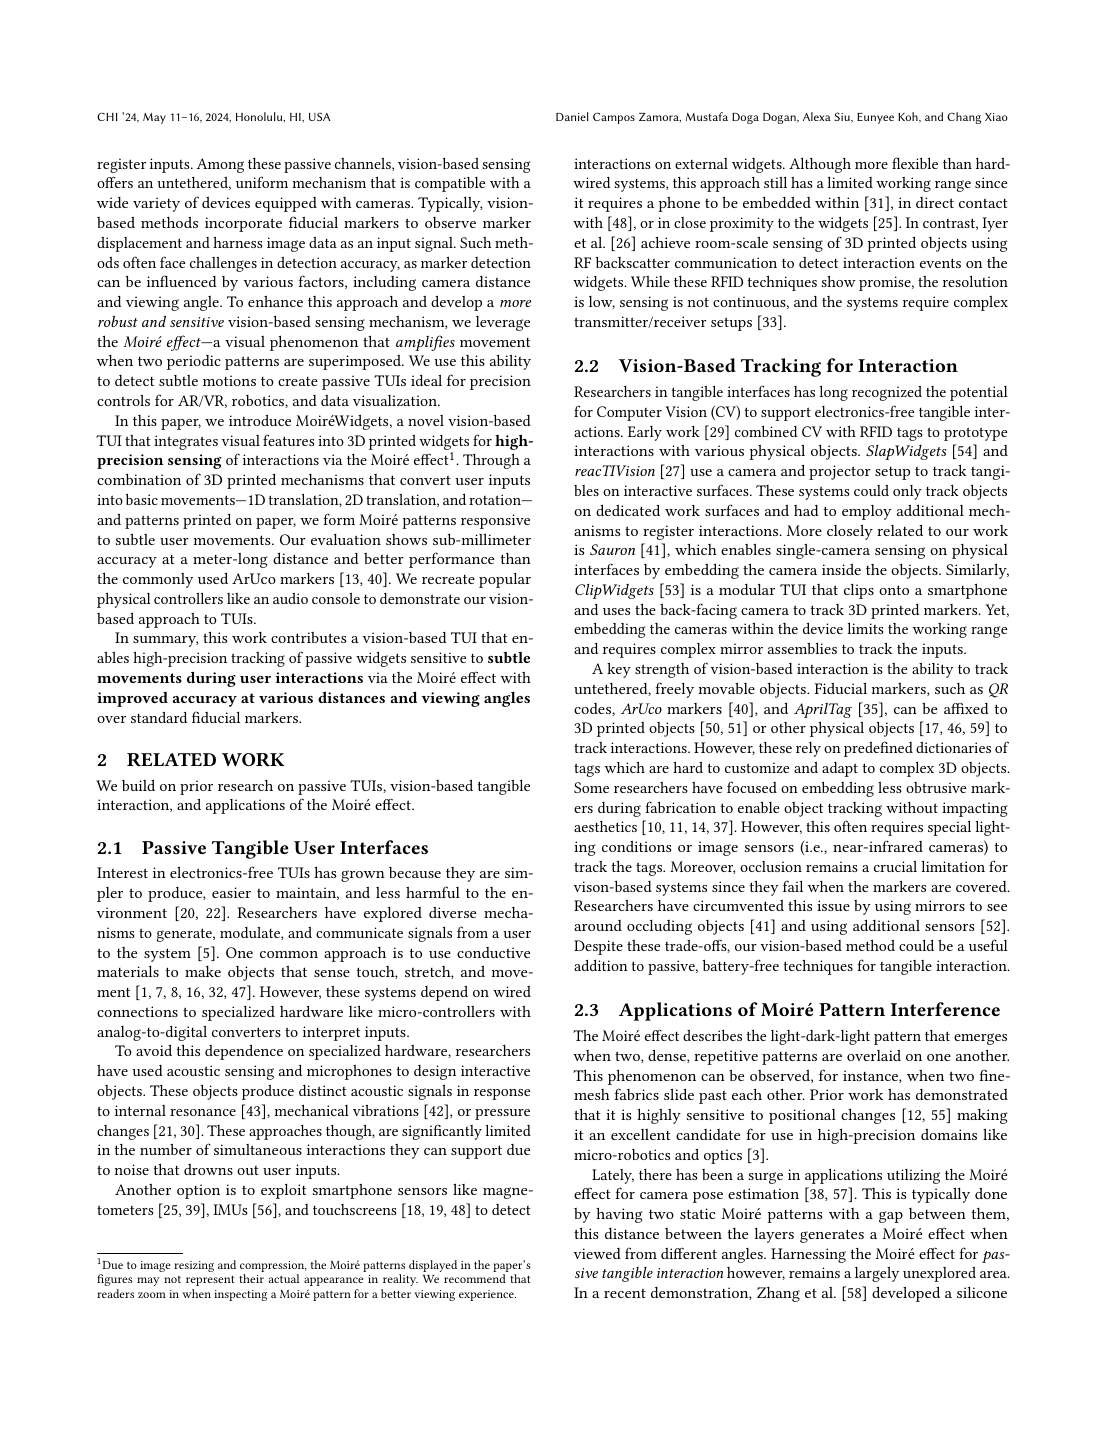 CHI ’24, May 11–16, 2024, Honolulu, HI, USA
Daniel Campos Zamora, Mustafa Doga Dogan, Alexa Siu, Eunyee Koh, and Chang Xiao
register inputs. Among these passive channels, vision-based sensing
offers an untethered, uniform mechanism that is compatible with a
wide variety of devices equipped with cameras. Typically, vision-
based methods incorporate fiducial markers to observe marker
displacement and harness image data as an input signal. Such meth-
ods often face challenges in detection accuracy, as marker detection
can be influenced by various factors, including camera distance
and viewing angle. To enhance this approach and develop a more
robust and sensitive vision-based sensing mechanism, we leverage
the Moiré effect—a visual phenomenon that amplifies movement
when two periodic patterns are superimposed. We use this ability
to detect subtle motions to create passive TUIs ideal for precision
controls for AR/VR, robotics, and data visualization.
In this paper, we introduce MoiréWidgets, a novel vision-based
TUI that integrates visual features into 3D printed widgets for high-
precision sensing of interactions via the Moiré effect1. Through a
combination of 3D printed mechanisms that convert user inputs
into basic movements—1D translation, 2D translation, and rotation—
and patterns printed on paper, we form Moiré patterns responsive
to subtle user movements. Our evaluation shows sub-millimeter
accuracy at a meter-long distance and better performance than
the commonly used ArUco markers [13, 40]. We recreate popular
physical controllers like an audio console to demonstrate our vision-
based approach to TUIs.
In summary, this work contributes a vision-based TUI that en-
ables high-precision tracking of passive widgets sensitive to subtle
movements during user interactions via the Moiré effect with
improved accuracy at various distances and viewing angles
over standard fiducial markers.
2 RELATED WORK
We build on prior research on passive TUIs, vision-based tangible
interaction, and applications of the Moiré effect.
2.1 Passive Tangible User Interfaces
Interest in electronics-free TUIs has grown because they are sim-
pler to produce, easier to maintain, and less harmful to the en-
vironment [20, 22]. Researchers have explored diverse mecha-
nisms to generate, modulate, and communicate signals from a user
to the system [5]. One common approach is to use conductive
materials to make objects that sense touch, stretch, and move-
ment [1, 7, 8, 16, 32, 47]. However, these systems depend on wired
connections to specialized hardware like micro-controllers with
analog-to-digital converters to interpret inputs.
To avoid this dependence on specialized hardware, researchers
have used acoustic sensing and microphones to design interactive
objects. These objects produce distinct acoustic signals in response
to internal resonance [43], mechanical vibrations [42], or pressure
changes [21, 30]. These approaches though, are significantly limited
in the number of simultaneous interactions they can support due
to noise that drowns out user inputs.
Another option is to exploit smartphone sensors like magne-
tometers [25, 39], IMUs [56], and touchscreens [18, 19, 48] to detect
1Due to image resizing and compression, the Moiré patterns displayed in the paper’s
figures may not represent their actual appearance in reality. We recommend that
readers zoom in when inspecting a Moiré pattern for a better viewing experience.
interactions on external widgets. Although more flexible than hard-
wired systems, this approach still has a limited working range since
it requires a phone to be embedded within [31], in direct contact
with [48], or in close proximity to the widgets [25]. In contrast, Iyer
et al. [26] achieve room-scale sensing of 3D printed objects using
RF backscatter communication to detect interaction events on the
widgets. While these RFID techniques show promise, the resolution
is low, sensing is not continuous, and the systems require complex
transmitter/receiver setups [33].
2.2 Vision-Based Tracking for Interaction
Researchers in tangible interfaces has long recognized the potential
for Computer Vision (CV) to support electronics-free tangible inter-
actions. Early work [29] combined CV with RFID tags to prototype
interactions with various physical objects. SlapWidgets [54] and
reacTIVision [27] use a camera and projector setup to track tangi-
bles on interactive surfaces. These systems could only track objects
on dedicated work surfaces and had to employ additional mech-
anisms to register interactions. More closely related to our work
is Sauron [41], which enables single-camera sensing on physical
interfaces by embedding the camera inside the objects. Similarly,
ClipWidgets [53] is a modular TUI that clips onto a smartphone
and uses the back-facing camera to track 3D printed markers. Yet,
embedding the cameras within the device limits the working range
and requires complex mirror assemblies to track the inputs.
A key strength of vision-based interaction is the ability to track
untethered, freely movable objects. Fiducial markers, such as QR
codes, ArUco markers [40], and AprilTag [35], can be affixed to
3D printed objects [50, 51] or other physical objects [17, 46, 59] to
track interactions. However, these rely on predefined dictionaries of
tags which are hard to customize and adapt to complex 3D objects.
Some researchers have focused on embedding less obtrusive mark-
ers during fabrication to enable object tracking without impacting
aesthetics [10, 11, 14, 37]. However, this often requires special light-
ing conditions or image sensors (i.e., near-infrared cameras) to
track the tags. Moreover, occlusion remains a crucial limitation for
vison-based systems since they fail when the markers are covered.
Researchers have circumvented this issue by using mirrors to see
around occluding objects [41] and using additional sensors [52].
Despite these trade-offs, our vision-based method could be a useful
addition to passive, battery-free techniques for tangible interaction.
2.3 Applications of Moiré Pattern Interference
The Moiré effect describes the light-dark-light pattern that emerges
when two, dense, repetitive patterns are overlaid on one another.
This phenomenon can be observed, for instance, when two fine-
mesh fabrics slide past each other. Prior work has demonstrated
that it is highly sensitive to positional changes [12, 55] making
it an excellent candidate for use in high-precision domains like
micro-robotics and optics [3].
Lately, there has been a surge in applications utilizing the Moiré
effect for camera pose estimation [38, 57]. This is typically done
by having two static Moiré patterns with a gap between them,
this distance between the layers generates a Moiré effect when
viewed from different angles. Harnessing the Moiré effect for pas-
sive tangible interaction however, remains a largely unexplored area.
In a recent demonstration, Zhang et al. [58] developed a silicone